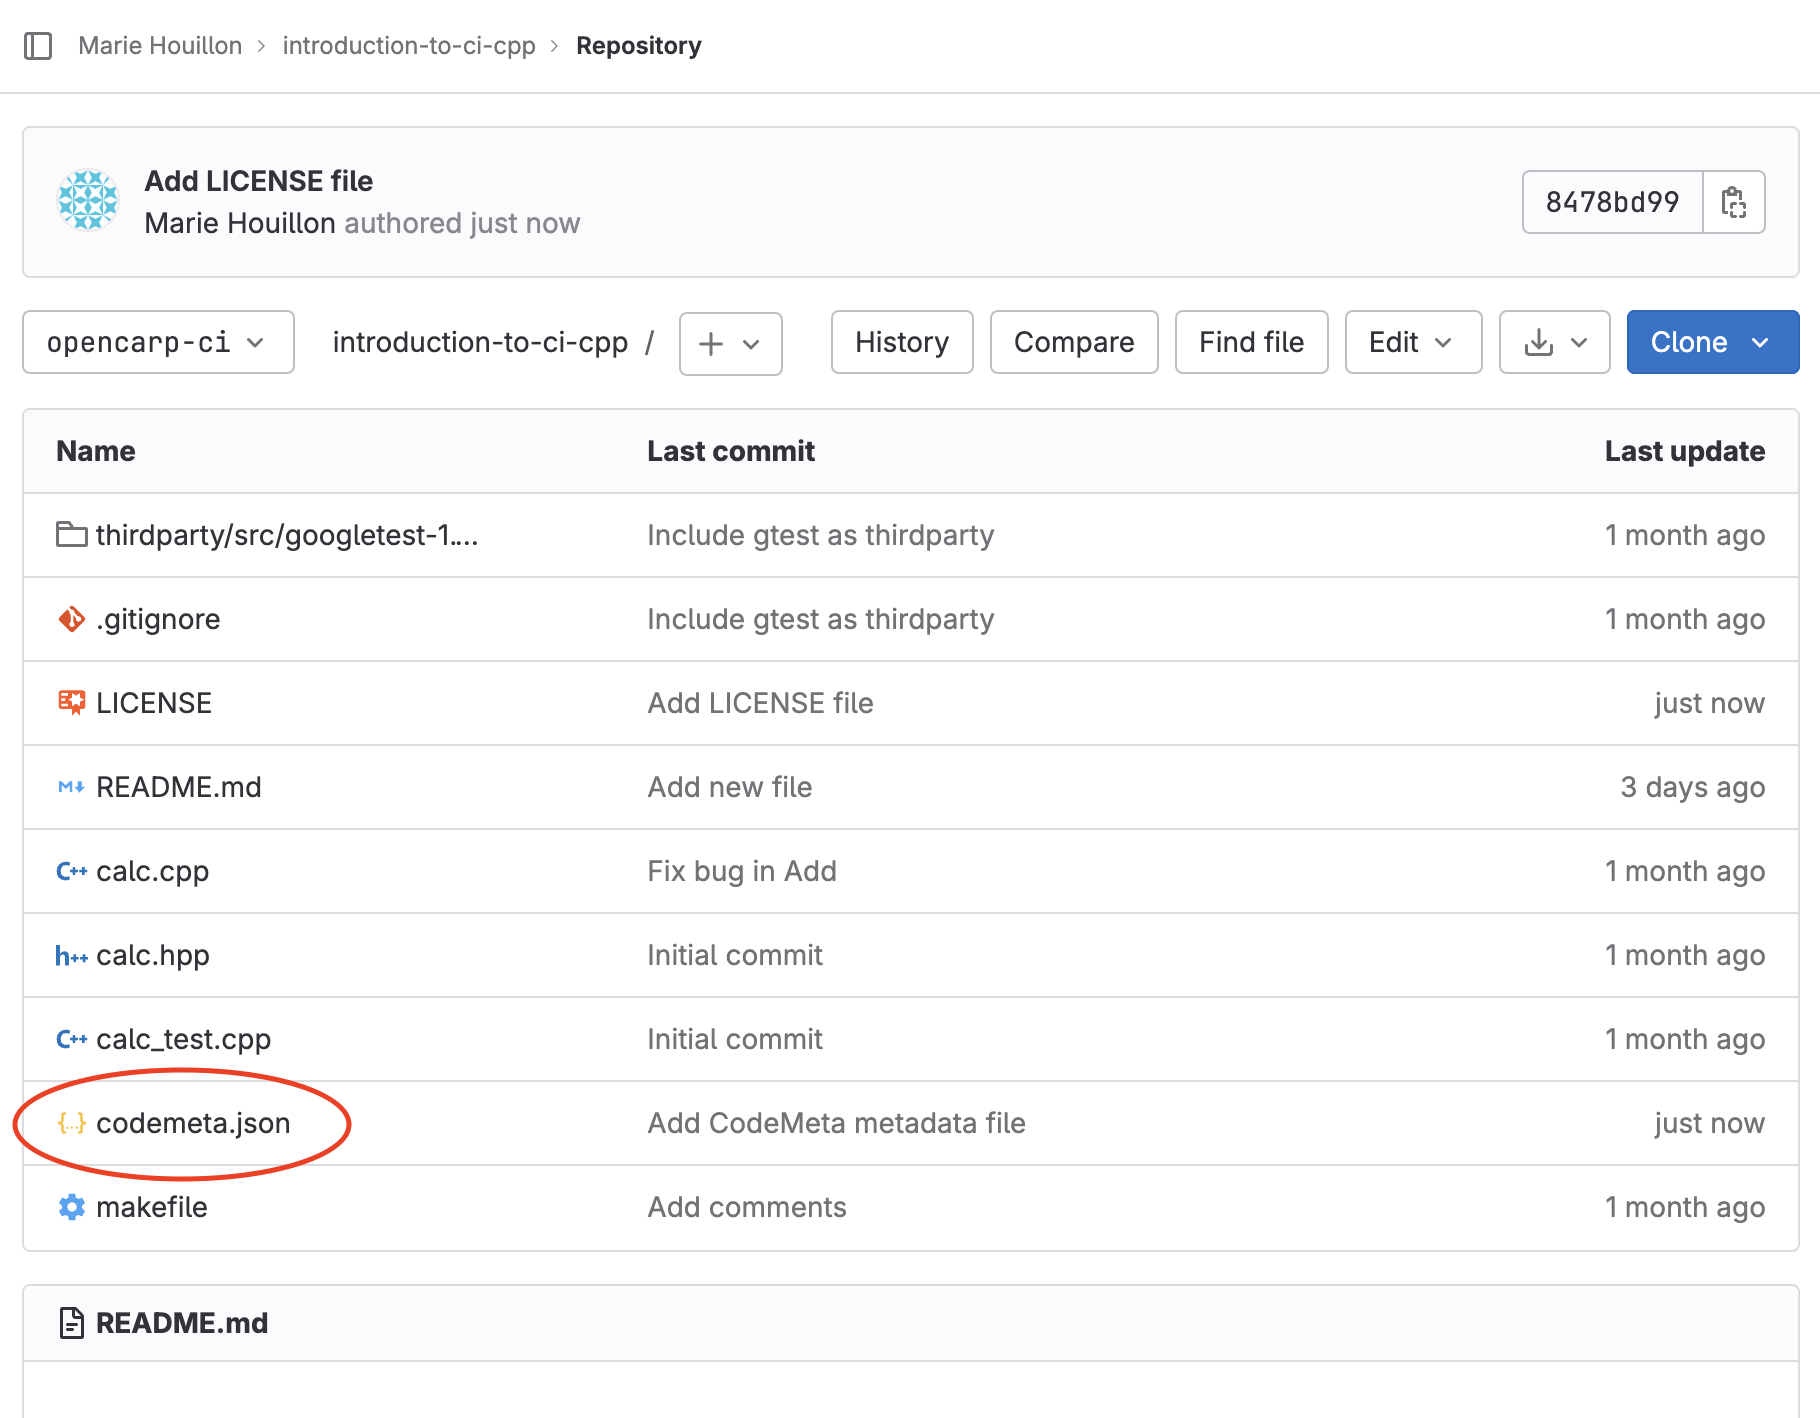 Marie Houillon > introduction-to-ci-cpp > Repository
Add LICENSE file
Marie Houillon authored just now
8478bd99
opencarp-ci introduction-to-ci-cpp / + History Compare Find file Edit Clone
Name Last commit Last update
thirdparty/src/googletest-1.… Include gtest as thirdparty 1 month ago
.gitignore Include gtest as thirdparty 1 month ago
LICENSE Add LICENSE file just now
README.md Add new file 3 days ago
C++ calc.cpp Fix bug in Add 1 month ago
h++ calc.hpp Initial commit 1 month ago
C++ calc_test.cpp Initial commit 1 month ago
{...} codemeta.json Add CodeMeta metadata file just now
makefile Add comments 1 month ago
README.md